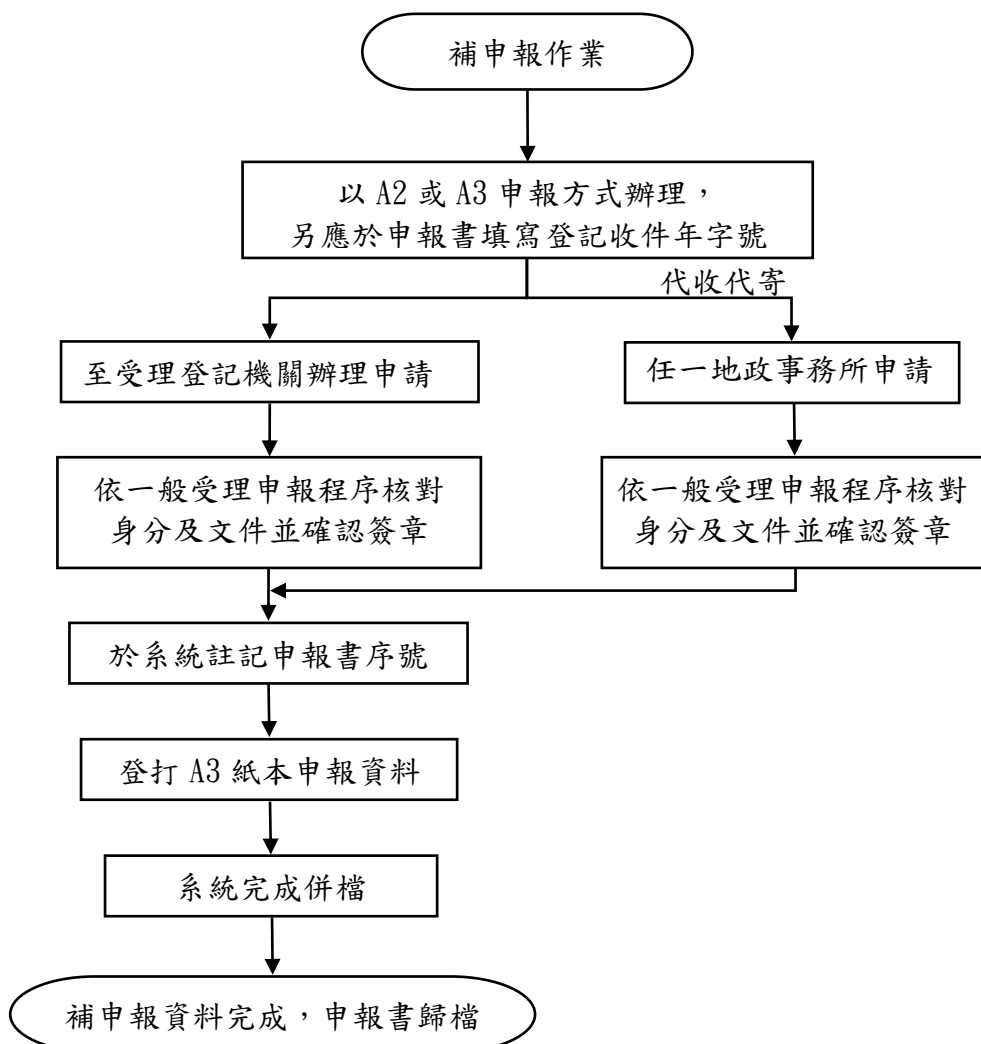 補申報作業
以 A2 或 A3 申報方式辦理，
另應於申報書填寫登記收件年字號
代收代寄
至受理登記機關辦理申請
任一地政事務所申請
依一般受理申報程序核對
身分及文件並確認簽章
依一般受理申報程序核對
身分及文件並確認簽章
於系統註記申報書序號
登打 A3 紙本申報資料
系統完成併檔
補申報資料完成，申報書歸檔